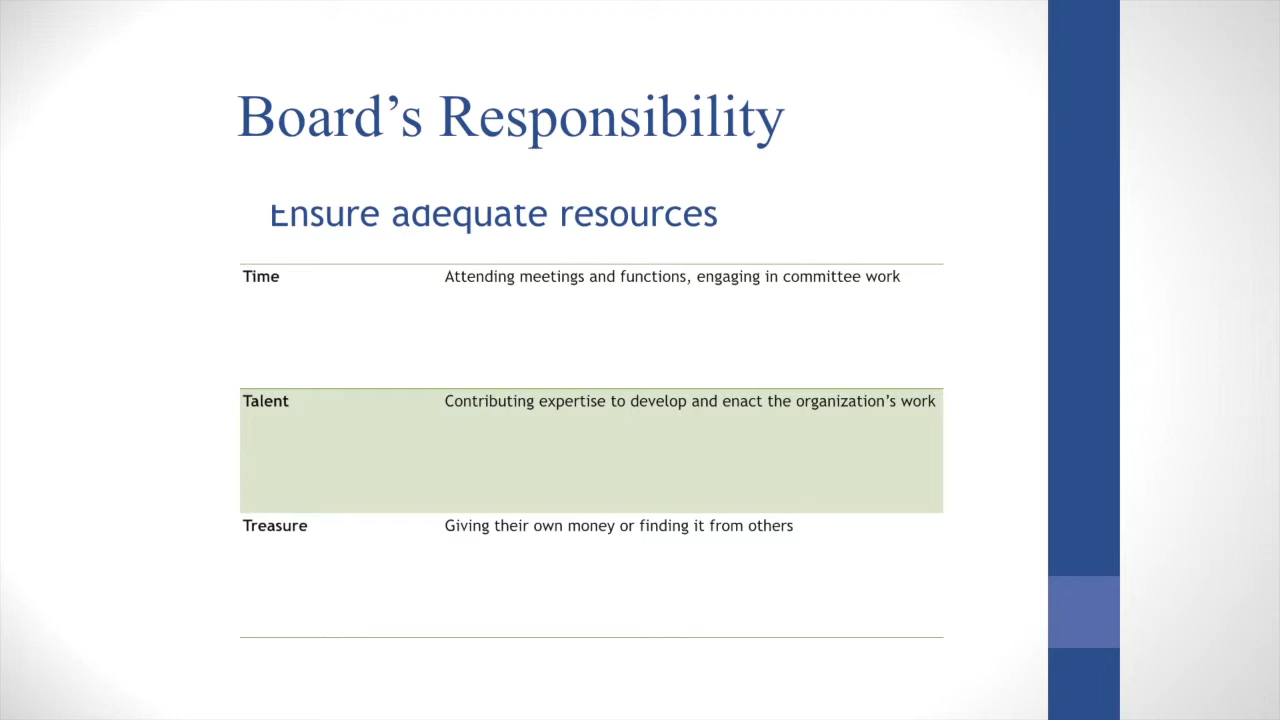 Board’s Responsibility
Ensure adequate resources
Time Attending meetings and functions, engaging in committee work
Talent Contributing expertise to develop and enact the organization’s work
Treasure Giving their own money or finding it from others